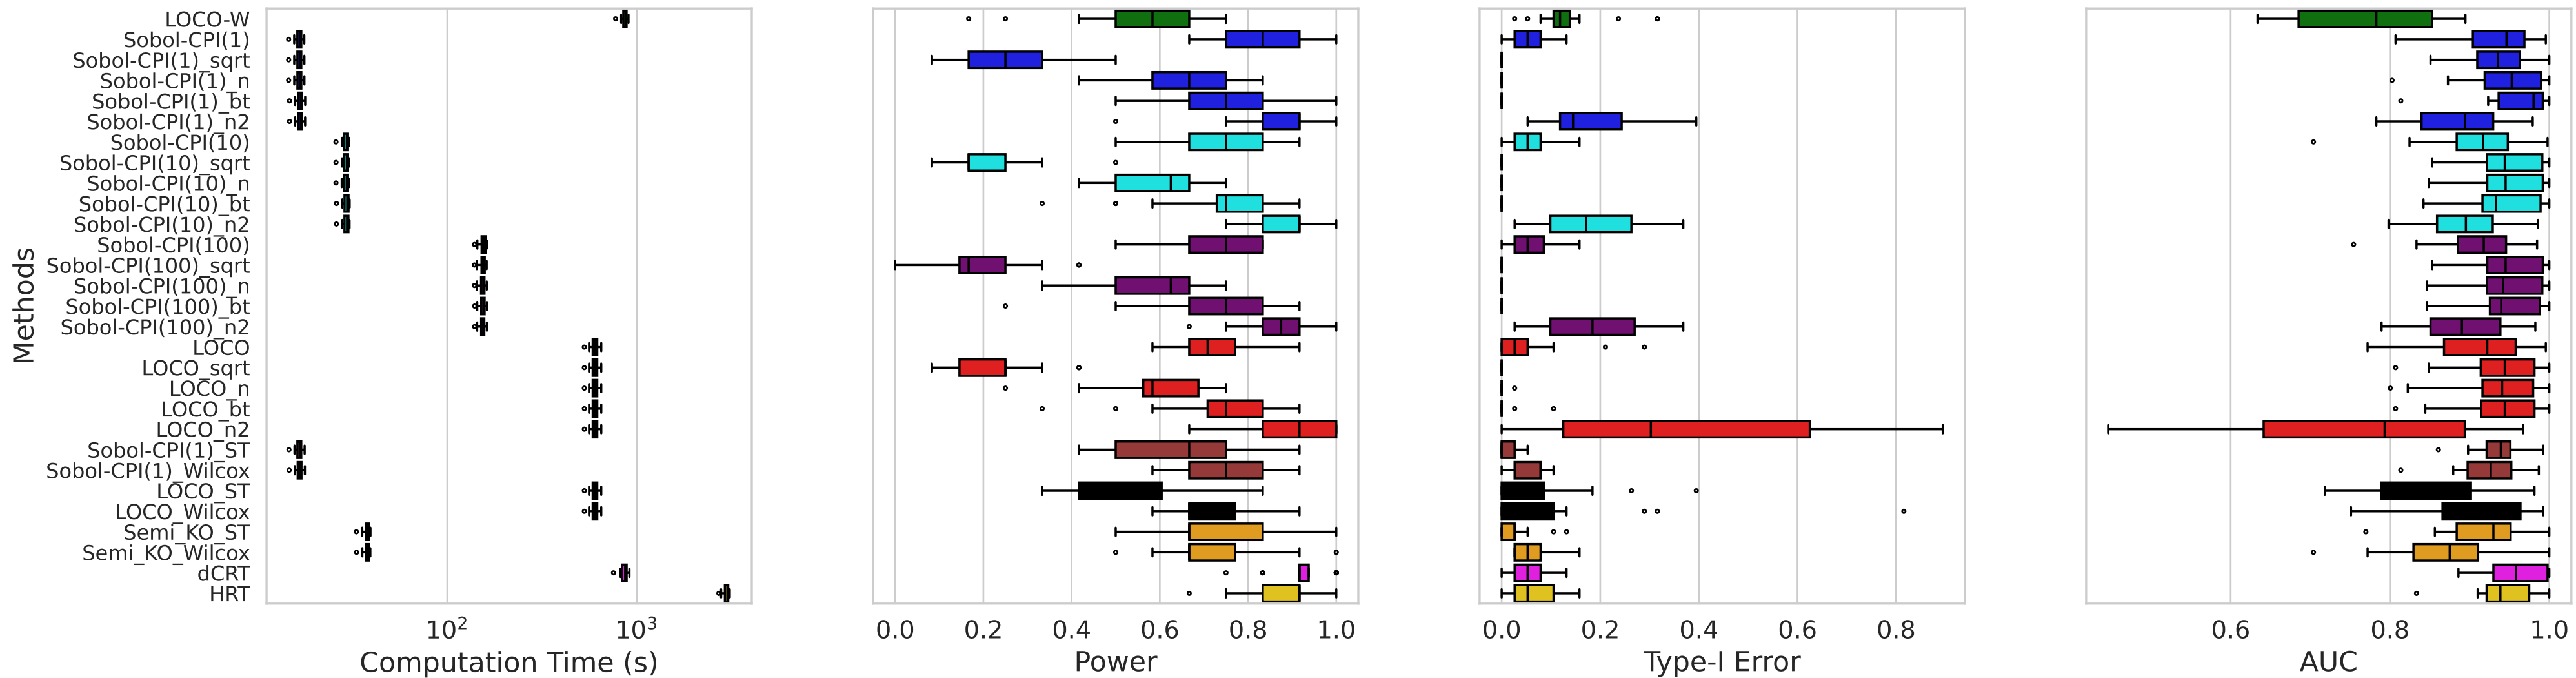 Methods
LOCO-W
Sobol-CPI(1)
Sobol-CPI(1)_sqrt
Sobol-CPI(1)_n
Sobol-CPI(1)_bt
Sobol-CPI(1)_n2
Sobol-CPI(10)
Sobol-CPI(10)_sqrt
Sobol-CPI(10)_n
Sobol-CPI(10)_bt
Sobol-CPI(10)_n2
Sobol-CPI(100)
Sobol-CPI(100)_sqrt
Sobol-CPI(100)_n
Sobol-CPI(100)_bt
Sobol-CPI(100)_n2
LOCO
LOCO_sqrt
LOCO_n
LOCO_bt
LOCO_n2
Sobol-CPI(1)_ST
Sobol-CPI(1)_Wilcox
LOCO_ST
LOCO_Wilcox
Semi_KO_ST
Semi_KO_Wilcox
dCRT
HRT
10² 10³
Computation Time (s)
0.0 0.2 0.4 0.6 0.8 1.0
Power
0.0 0.2 0.4 0.6 0.8
Type-I Error
0.6 0.8 1.0
AUC